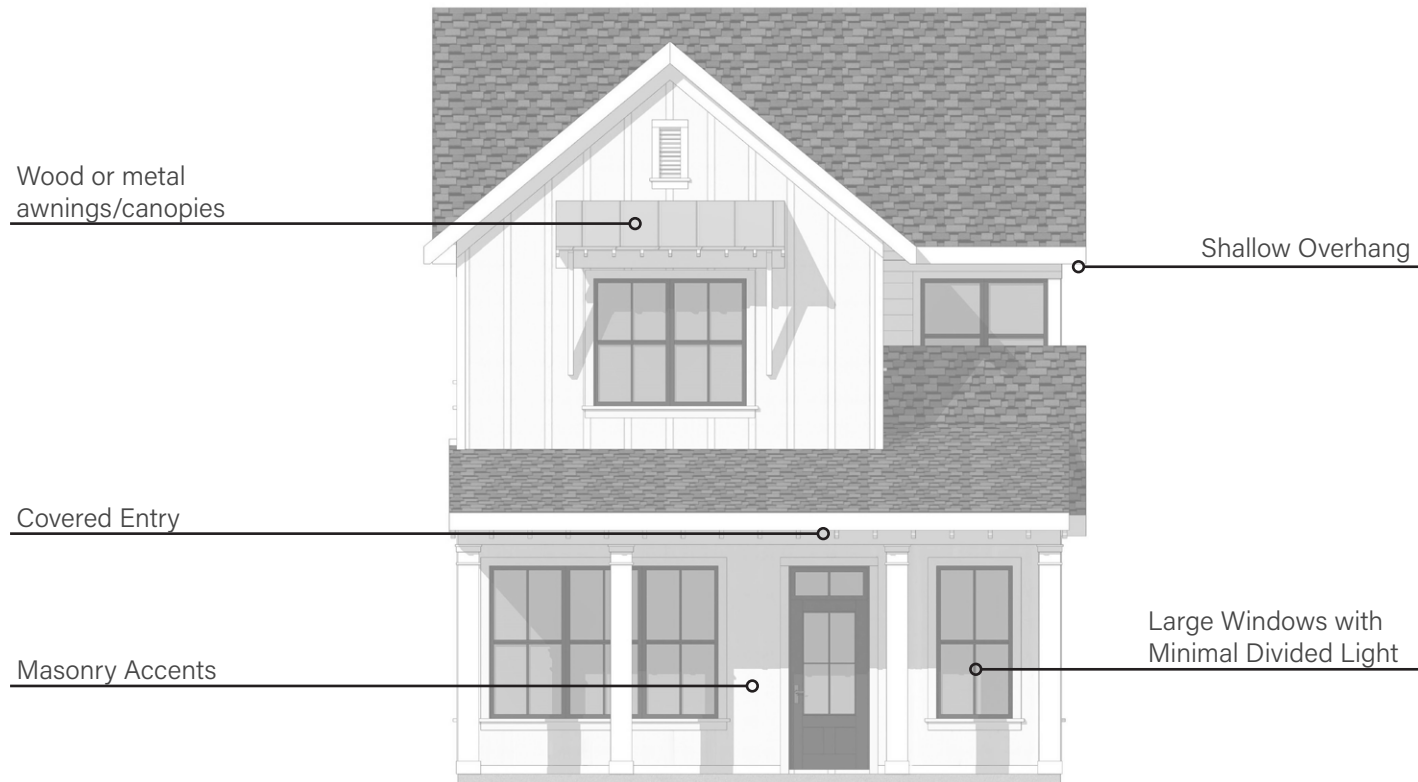 Wood or metal
awnings/canopies
Shallow Overhang
Covered Entry
Large Windows with
Minimal Divided Light
Masonry Accents